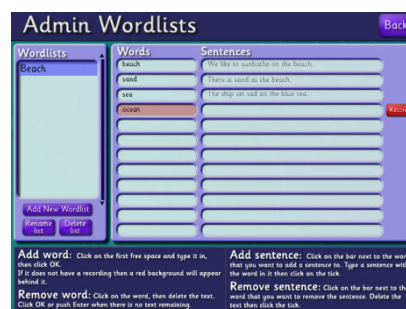 Admin Wordlists
Back
Wordlists
Words
Sentences
Beach
beach
We like to sunbathe on the beach.
sand
There is sand at the beach.
sea
The ship set sail on the blue sea.
ocean
Add New Wordlist
Rename list
Delete list
Add word: Click on the first free space and type it in,
then click OK.
If it does not have a recording then a red background will appear
behind it.
Remove word: Click on the word, then delete the text.
Click OK or push Enter when there is no text remaining.
Add sentence: Click on the bar next to the wor
that you want to add a sentence to. Type a sentence with
the word in it then click on the tick.
Remove sentence: Click on the bar next to the
word that you want to remove the sentence. Delete the
text then click the tick.